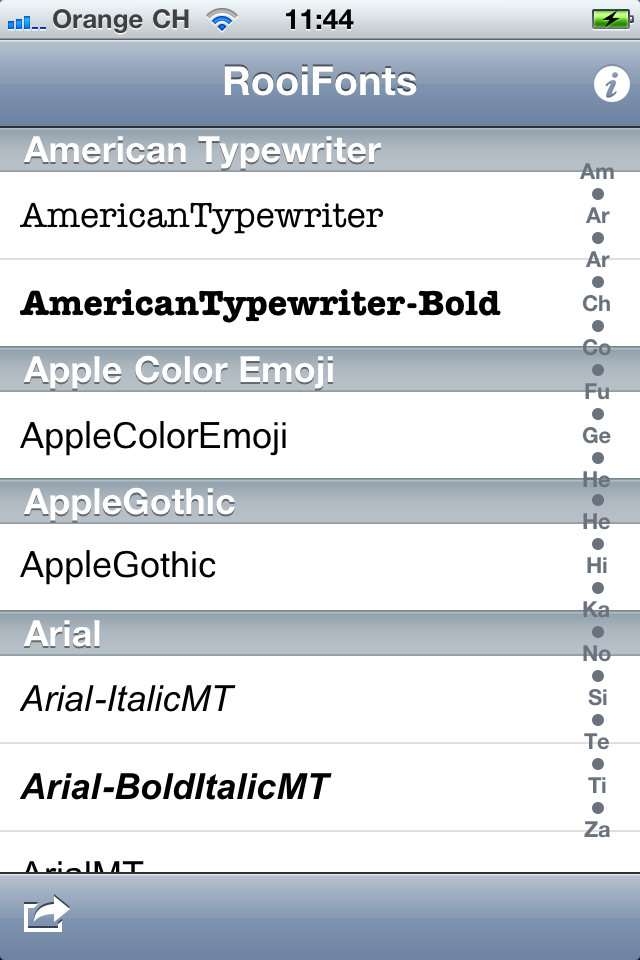 Orange CH 11:44
RooiFonts
American Typewriter
AmericanTypewriter
AmericanTypewriter-Bold
Apple Color Emoji
AppleColorEmoji
AppleGothic
AppleGothic
Arial
Arial-ItalicMT
Arial-BoldItalicMT
ArialMT
Am
Ar
Ar
Ch
Co
Fu
Ge
He
He
Hi
Ka
No
Si
Te
Ti
Za